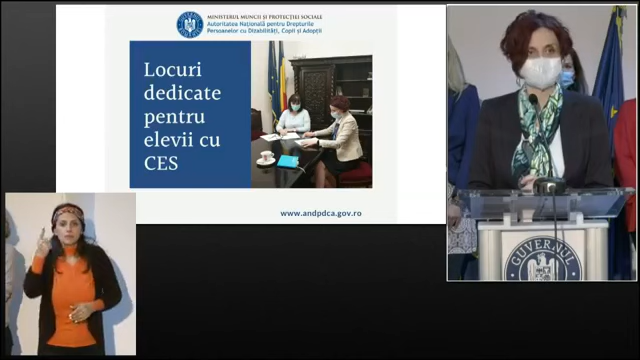 MINISTERUL MUNCII ȘI PROTECȚIEI SOCIALE
Autoritatea Națională pentru Drepturile
Persoanelor cu Dizabilități, Copii și Adopții
Locuri
dedicate
pentru
elevii cu
CES
www.andpdca.gov.ro
GUVERNUL